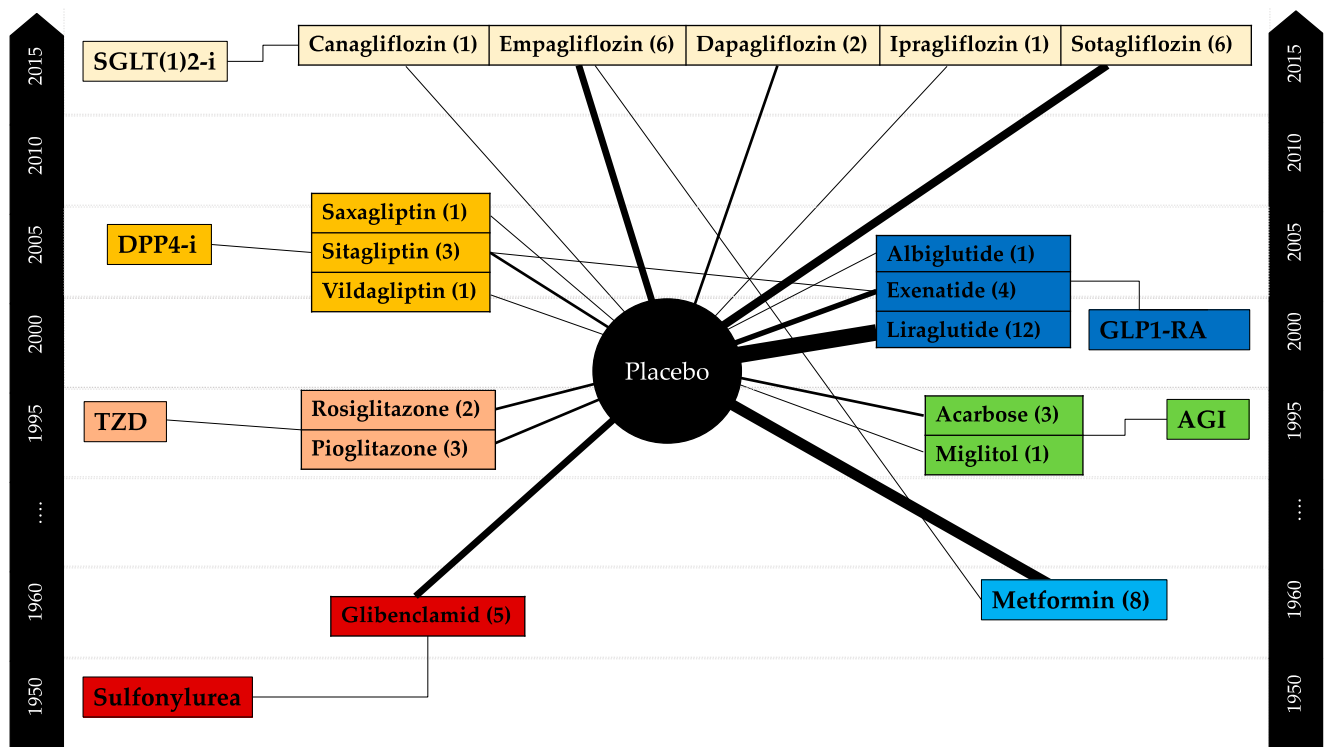 2015
SGLT(1)2-i
Canagliflozin (1)
Empagliflozin (6)
Dapagliflozin (2)
Ipragliflozin (1)
Sotagliflozin (6)
2015
2010
2010
2005
DPP4-i
Saxagliptin (1)
Sitagliptin (3)
Vildagliptin (1)
Albiglutide (1)
Exenatide (4)
Liraglutide (12)
GLP1-RA
2005
2000
2000
Placebo
1995
TZD
Rosiglitazone (2)
Pioglitazone (3)
Acarbose (3)
Miglitol (1)
AGI
1995
....
....
1960
Glibenclamid (5)
Metformin (8)
1960
1950
Sulfonylurea
1950